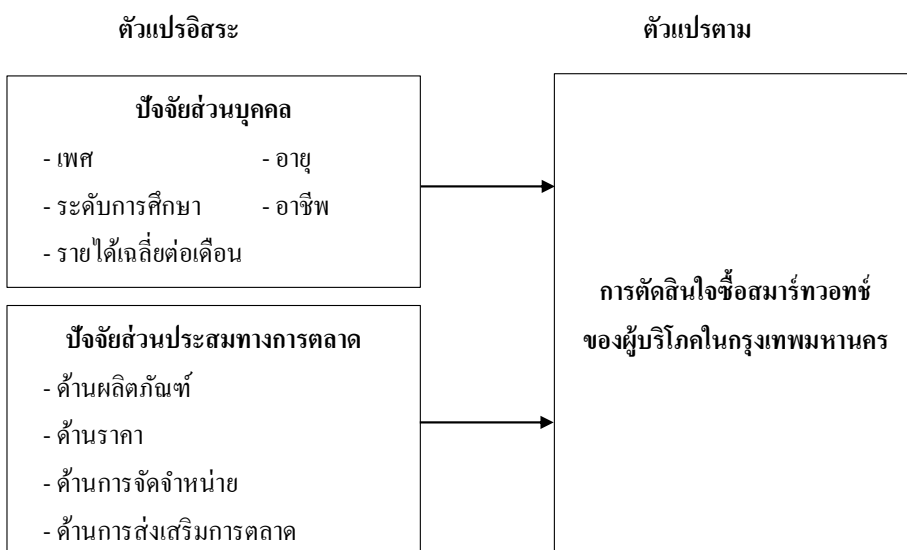 ตัวแปรอิสระ ตัวแปรตาม
ปัจจัยส่วนบุคคล
- เพศ - อายุ
- ระดับการศึกษา - อาชีพ
- รายได้เฉลี่ยต่อเดือน
ปัจจัยส่วนประสมทางการตลาด
- ด้านผลิตภัณฑ์
- ด้านราคา
- ด้านการจัดจำหน่าย
- ด้านการส่งเสริมการตลาด
การตัดสินใจซื้อสมาร์ทวอทช์
ของผู้บริโภคในกรุงเทพมหานคร